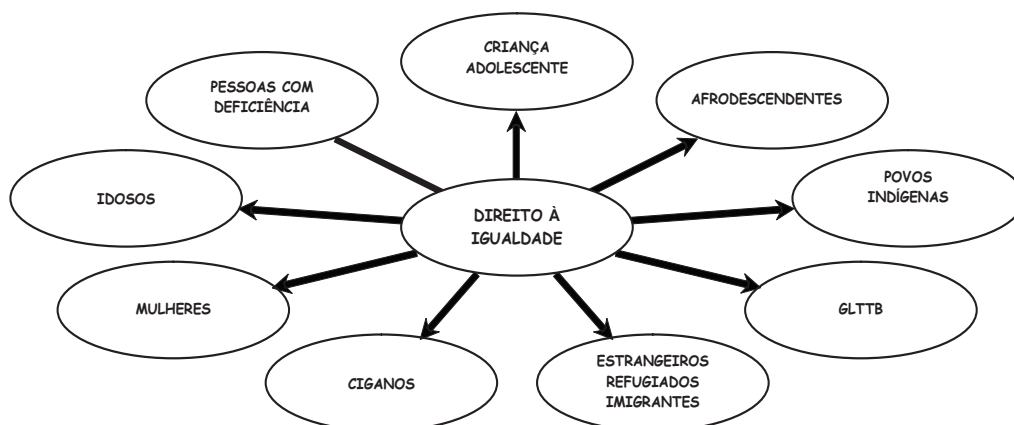 CRIANÇA
ADOLESCENTE
PESSOAS COM
DEFICIÊNCIA
AFRODESCENDENTES
IDOSOS
POVOS
INDÍGENAS
DIREITO À
IGUALDADE
MULHERES
GLTTB
CIGANOS
ESTRANGEIROS
REFUGIADOS
IMIGRANTES